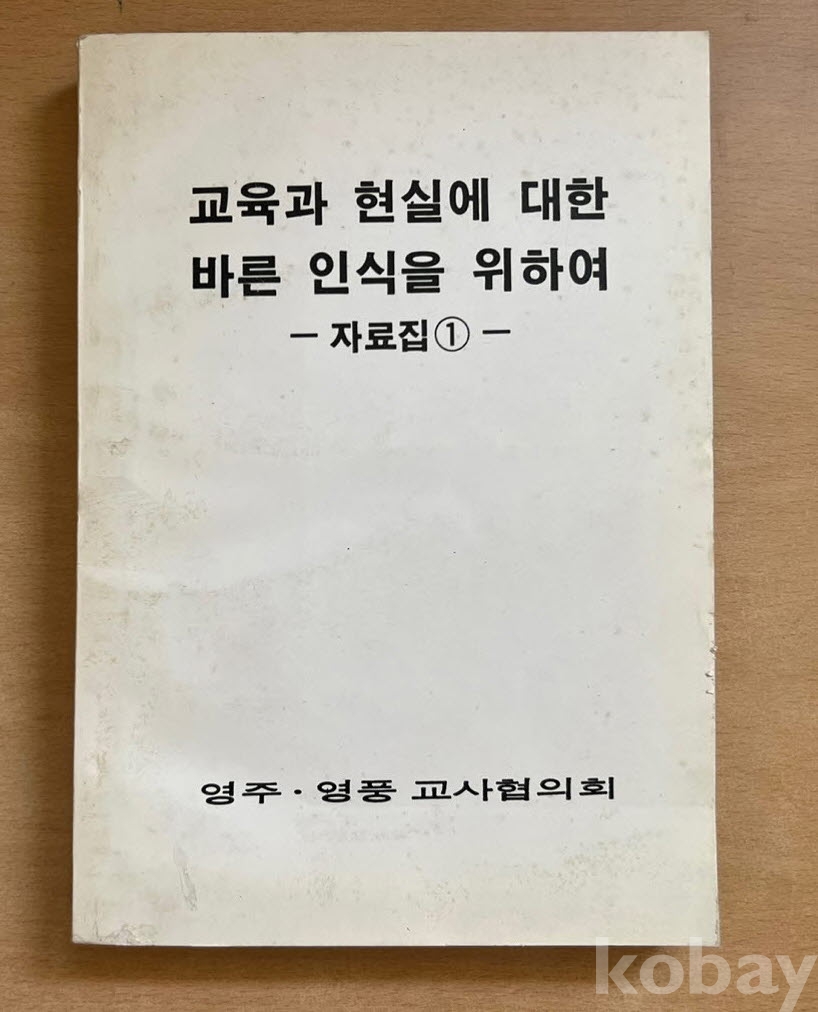 교육과 현실에 대한
바른 인식을 위하여
— 자료집① —
영주 · 영풍 교사협의회
kobay